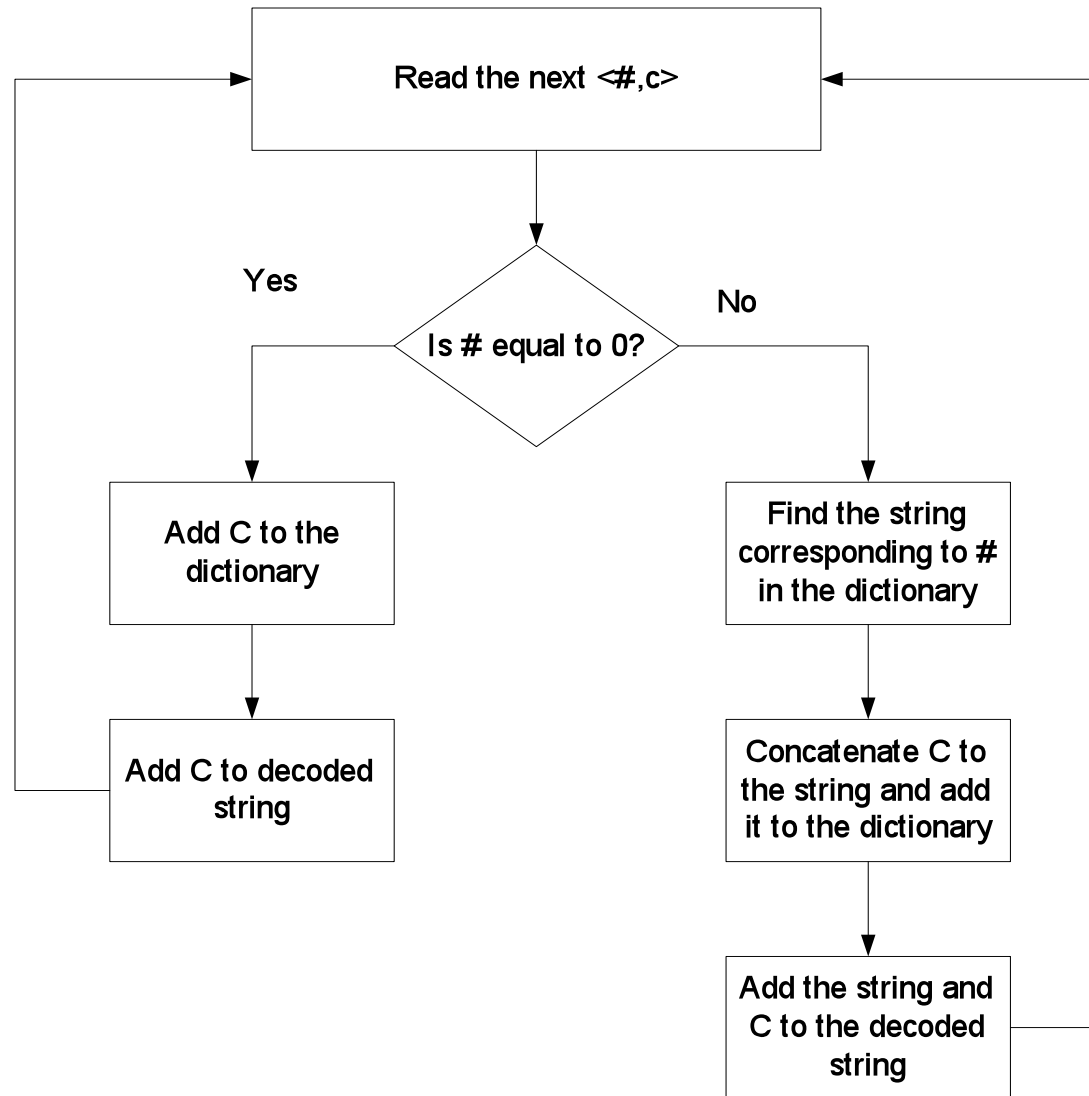 Read the next <#,c>
Yes
No
Is # equal to 0?
Add C to the
dictionary
Find the string
corresponding to #
in the dictionary
Add C to decoded
string
Concatenate C to
the string and add
it to the dictionary
Add the string and
C to the decoded
string